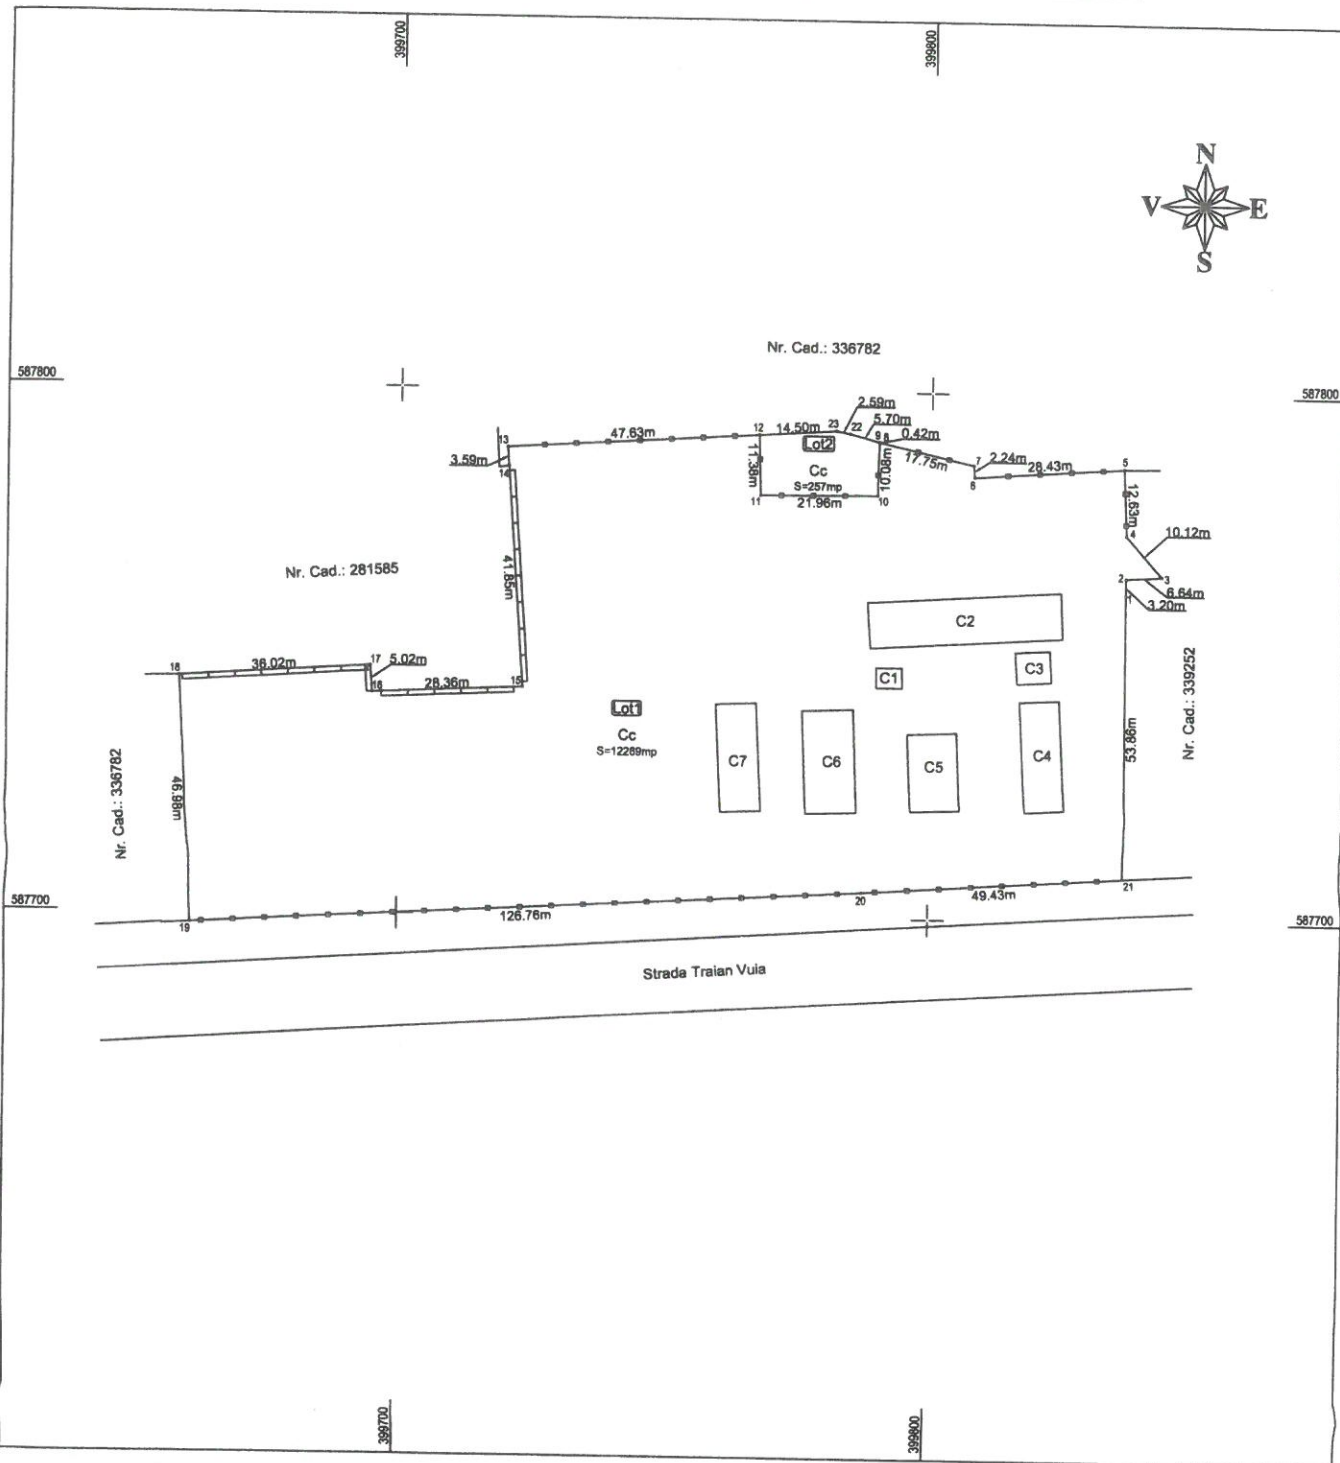 399700
399800
N
V E
S
Nr. Cad.: 336782
587800
587800
2.59m
5.70m
0.42m
12
14.50m
23
22
9
8
13
47.63m
Lot2
3.59m
14
11.38m
Cc
S=257mp
10.08m
17.75m
7
2.24m
28.43m
5
6
11
21.96m
10
12.63m
4
10.12m
Nr. Cad.: 281585
41.85m
2
3
6.64m
1
3.20m
C2
18
36.02m
17
5.02m
C1
C3
16
28.36m
15
Lot1
Cc
S=12289mp
C7
C6
C5
C4
53.86m
Nr. Cad.: 339252
Nr. Cad.: 336782
46.98m
587700
587700
19
126.76m
20
49.43m
21
Strada Traian Vuia
399700
399800